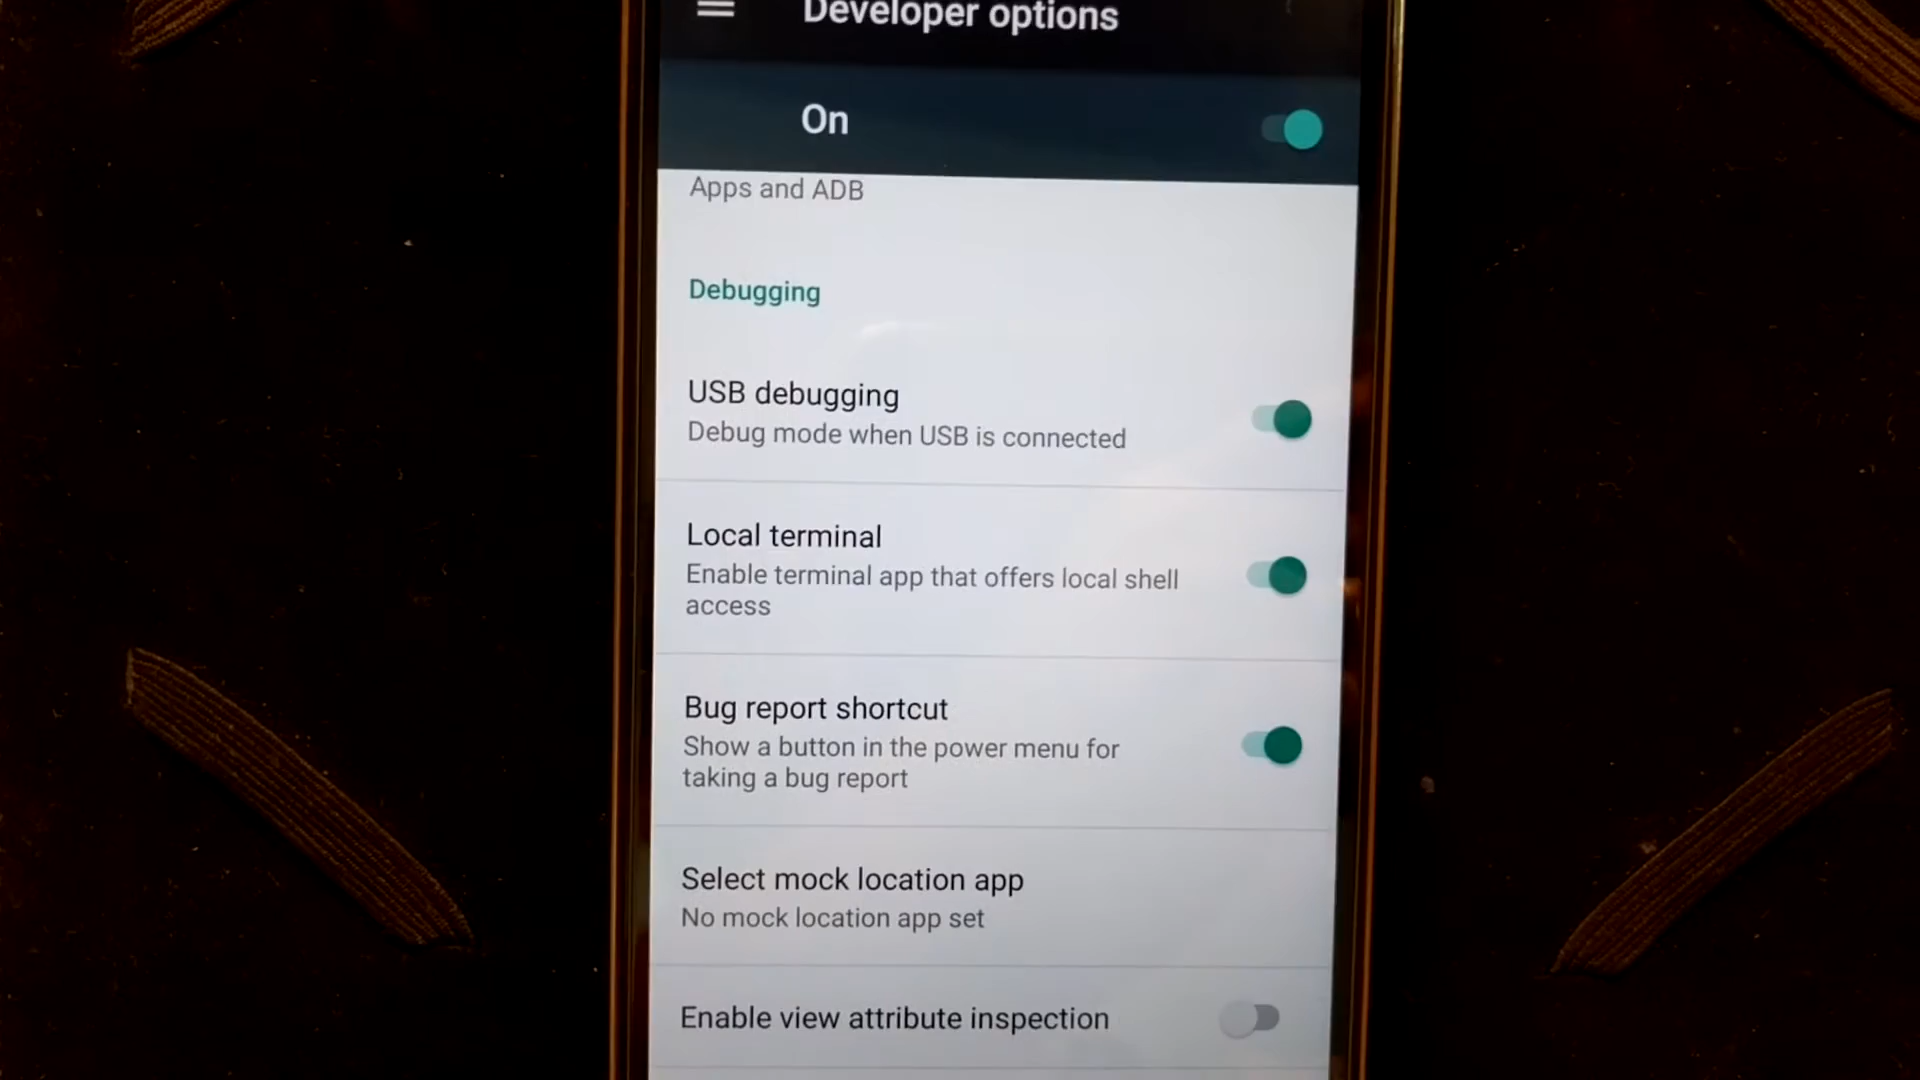 Developer options
On
Apps and ADB
Debugging
USB debugging
Debug mode when USB is connected
Local terminal
Enable terminal app that offers local shell
access
Bug report shortcut
Show a button in the power menu for
taking a bug report
Select mock location app
No mock location app set
Enable view attribute inspection